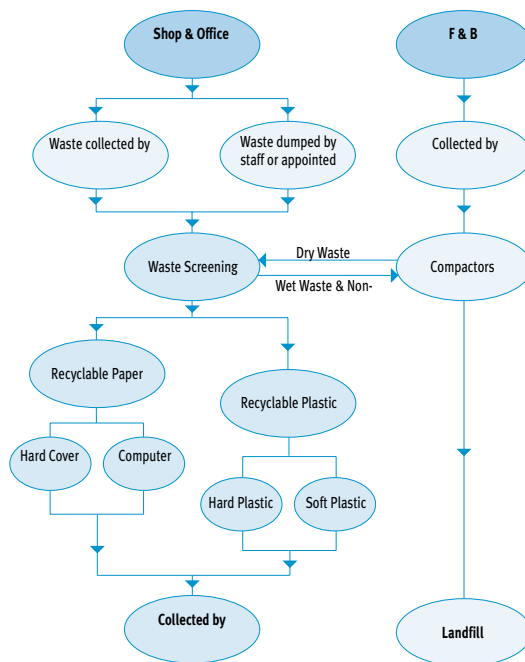 Shop & Office
F & B
Waste collected by
Waste dumped by
staff or appointed
Collected by
Dry Waste
Waste Screening
Compactors
Wet Waste & Non-
Recyclable Paper
Recyclable Plastic
Hard Cover
Computer
Hard Plastic
Soft Plastic
Collected by
Landfill